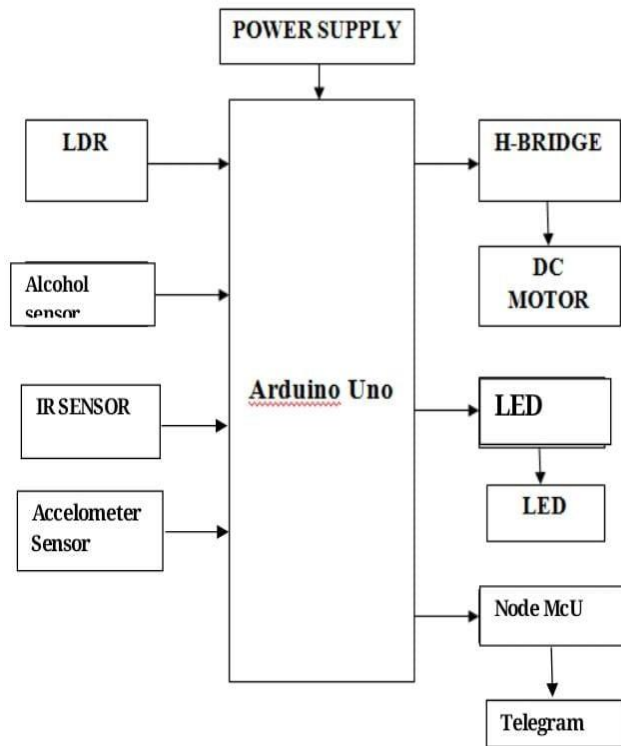 POWER SUPPLY
LDR
H-BRIDGE
Alcohol
sensor
DC
MOTOR
Arduino Uno
IR SENSOR
LED
Accelometer
Sensor
LED
Node McU
Telegram